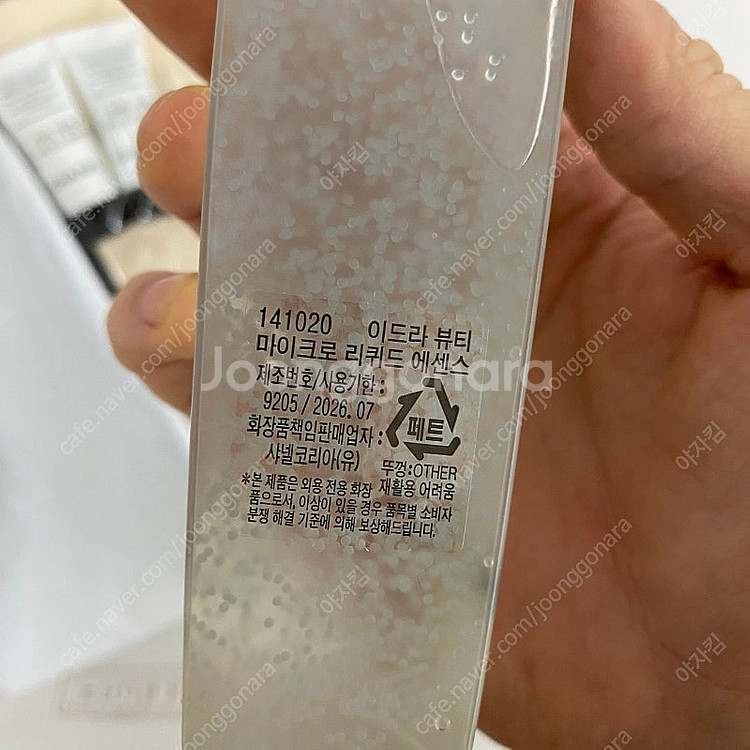 141020 이드라 뷰티
마이크로 리퀴드 에센스
제조번호/사용기한 :
9205 / 2026. 07
화장품책임판매업자 :
샤넬코리아(유)
페트
뚜껑:OTHER
재활용 어려움
*본 제품은 외용 전용 화장
품으로서, 이상이 있을 경우 품목별 소비자
분쟁 해결 기준에 의해 보상해드립니다.
Joonggonara
cafe.naver.com/joonggonara
야자킴